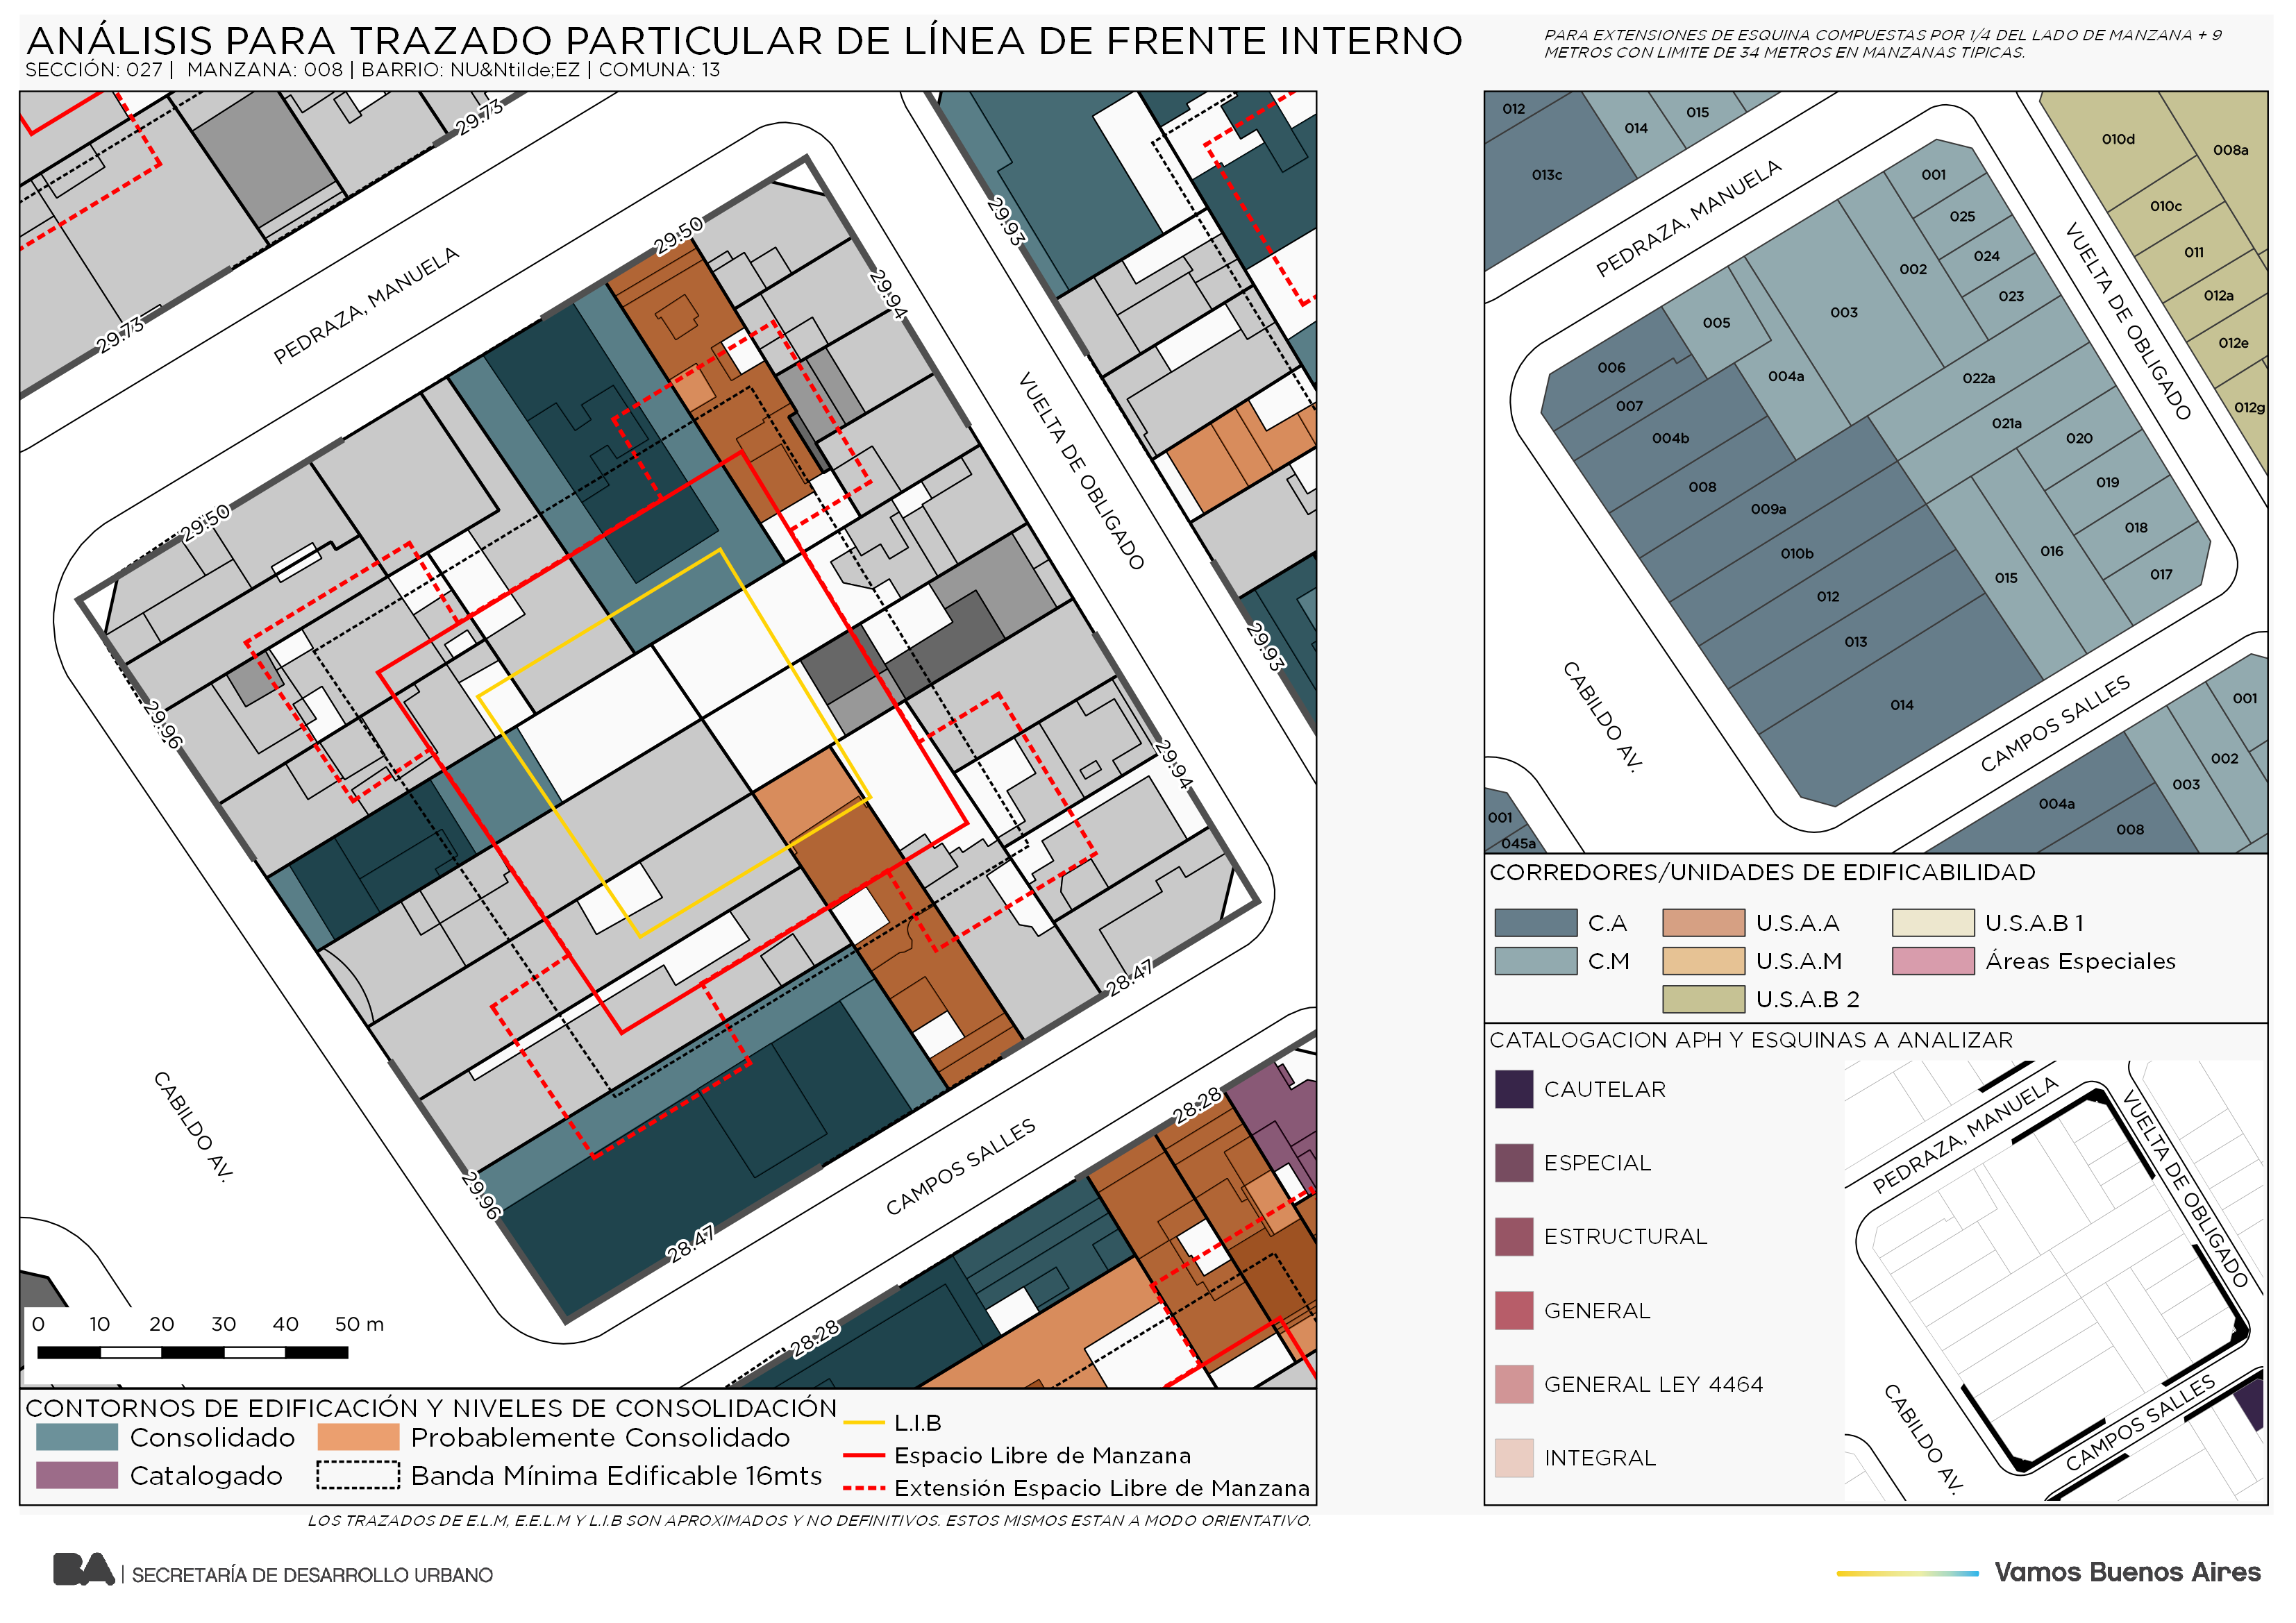 ANÁLISIS PARA TRAZADO PARTICULAR DE LÍNEA DE FRENTE INTERNO
SECCIÓN: 027 | MANZANA: 008 | BARRIO: NU&Ntilde;EZ | COMUNA: 13
PARA EXTENSIONES DE ESQUINA COMPUESTAS POR 1/4 DEL LADO DE MANZANA + 9
METROS CON LIMITE DE 34 METROS EN MANZANAS TIPICAS.
29.73
29.73
PEDRAZA, MANUELA
29.50
29.50
29.93
29.94
VUELTA DE OBLIGADO
29.93
29.94
29.96
29.96
CABILDO AV.
28.47
28.47
CAMPOS SALLES
28.28
28.28
0 10 20 30 40 50 m
CONTORNOS DE EDIFICACIÓN Y NIVELES DE CONSOLIDACIÓN
Consolidado
Probablemente Consolidado
Catalogado
Banda Mínima Edificable 16mts
L.I.B
Espacio Libre de Manzana
Extensión Espacio Libre de Manzana
LOS TRAZADOS DE E.L.M, E.E.L.M Y L.I.B SON APROXIMADOS Y NO DEFINITIVOS. ESTOS MISMOS ESTAN A MODO ORIENTATIVO.
012
014
015
013c
PEDRAZA, MANUELA
010d
008a
010c
011
012a
012e
012g
VUELTA DE OBLIGADO
001
025
024
023
002
003
005
004a
006
007
004b
008
009a
010b
012
013
014
022a
021a
020
019
018
017
016
015
CABILDO AV.
CAMPOS SALLES
001
002
003
004a
008
001
045a
CORREDORES/UNIDADES DE EDIFICABILIDAD
C.A
U.S.A.A
U.S.A.B 1
C.M
U.S.A.M
Áreas Especiales
U.S.A.B 2
CATALOGACION APH Y ESQUINAS A ANALIZAR
CAUTELAR
ESPECIAL
ESTRUCTURAL
GENERAL
GENERAL LEY 4464
INTEGRAL
PEDRAZA, MANUELA
VUELTA DE OBLIGADO
CABILDO AV.
CAMPOS SALLES
BA | SECRETARÍA DE DESARROLLO URBANO
Vamos Buenos Aires